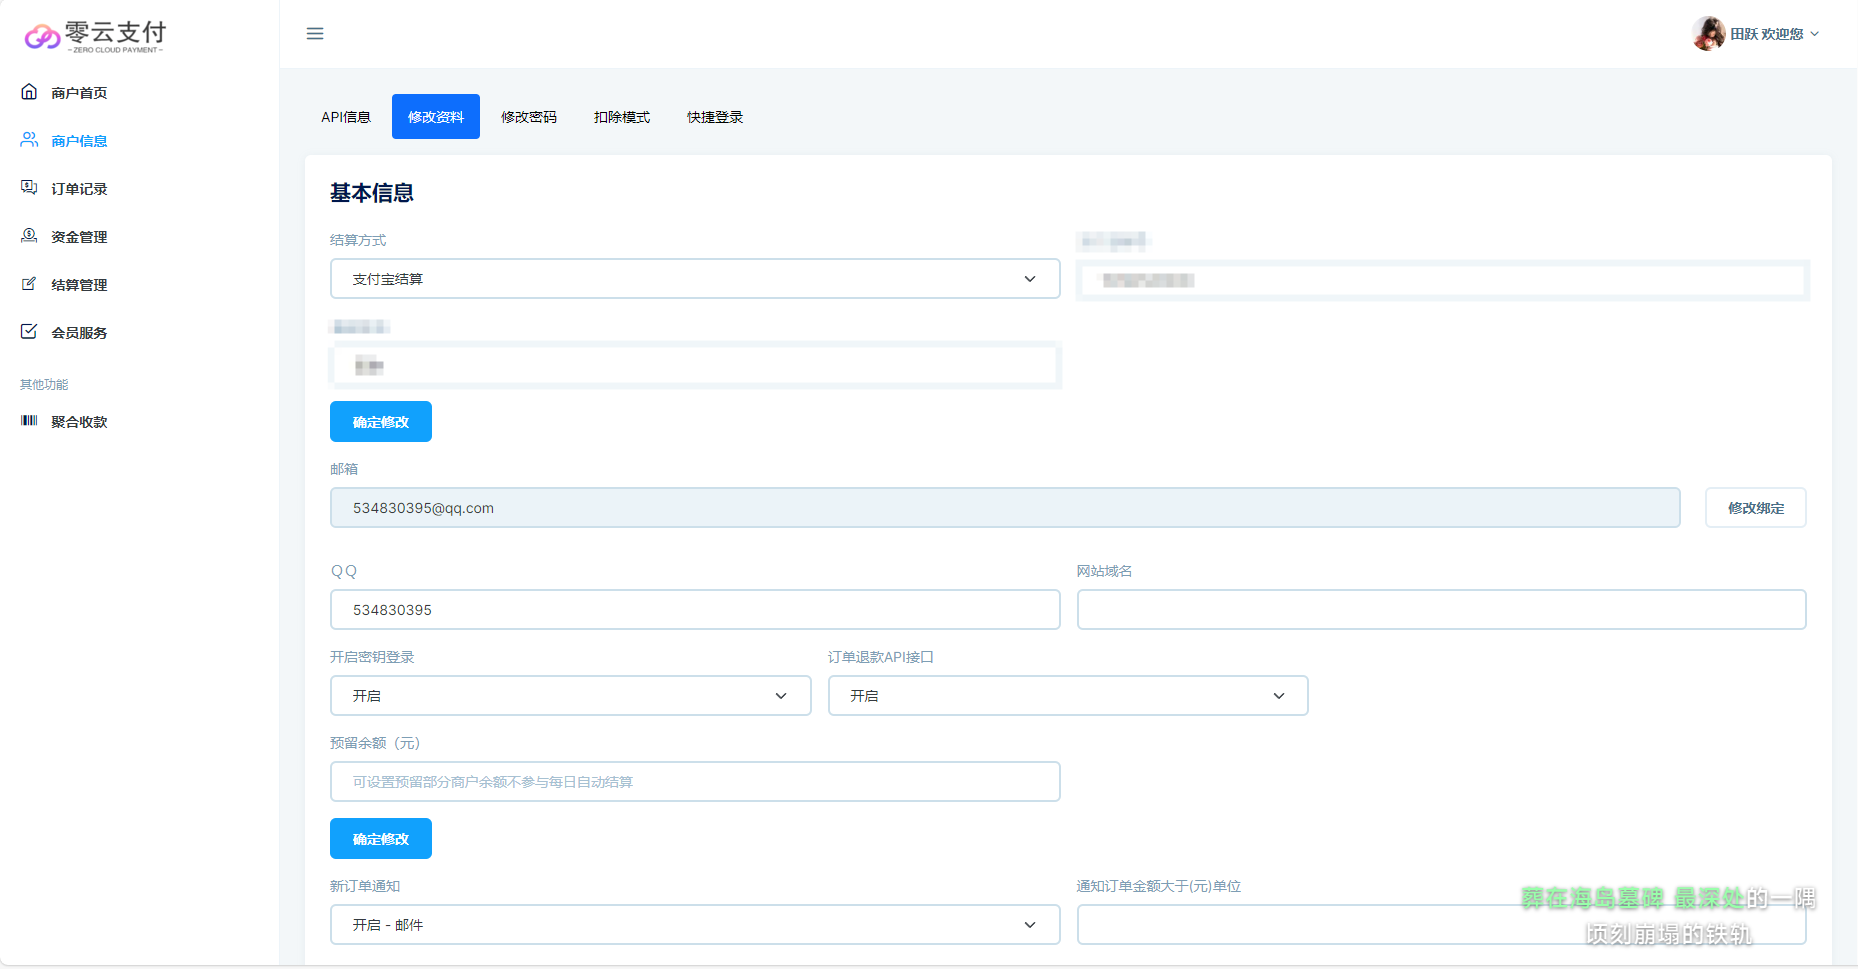 零云支付
ZERO CLOUD PAYMENT
田跃 欢迎您
商户首页
商户信息
订单记录
资金管理
结算管理
会员服务
其他功能
聚合收款
API信息
修改资料
修改密码
扣除模式
快捷登录
基本信息
结算方式
支付宝结算
确定修改
邮箱
534830395@qq.com
修改绑定
QQ
534830395
网站域名
开启密钥登录
开启
订单退款API接口
开启
预留余额（元）
可设置预留部分商户余额不参与每日自动结算
确定修改
新订单通知
开启 - 邮件
通知订单金额大于(元)单位
葬在海岛墓碑 最深处的一隅
顷刻崩塌的铁轨